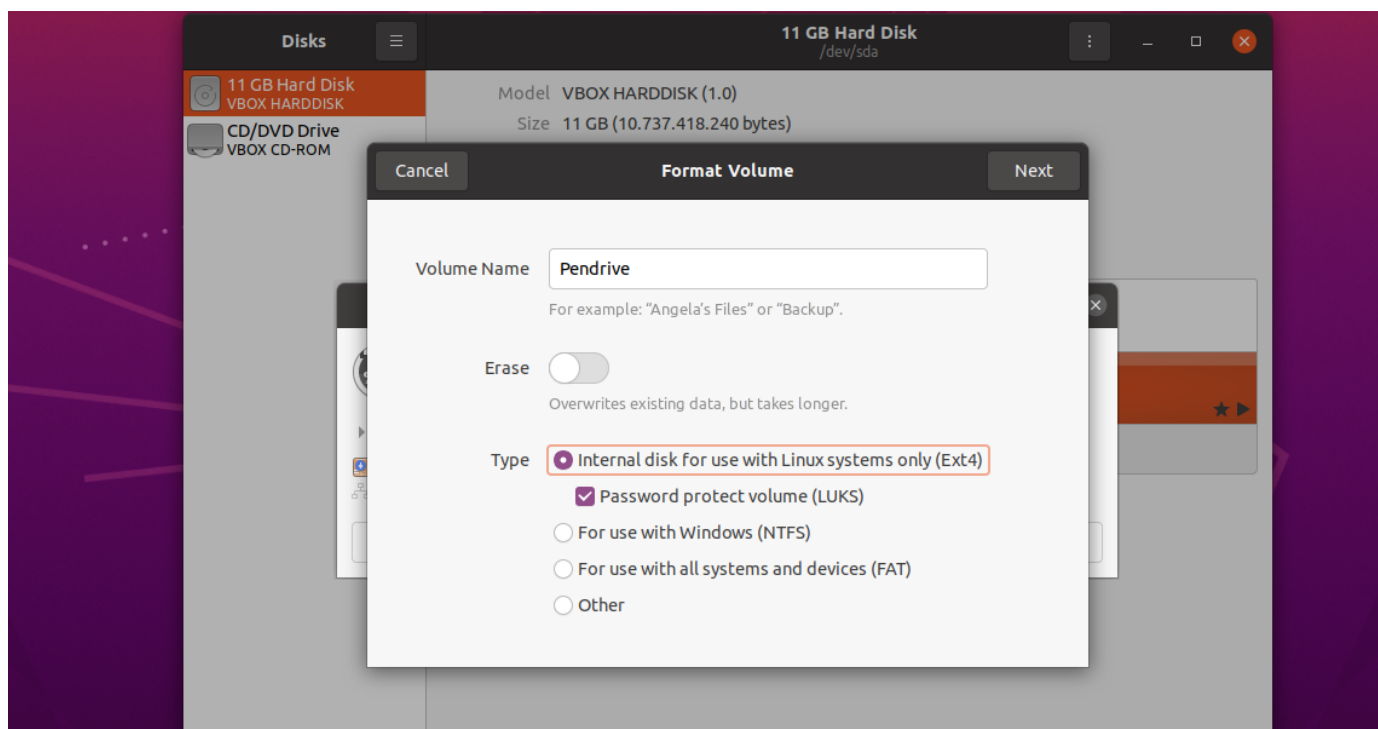 Disks
11 GB Hard Disk
/dev/sda
11 GB Hard Disk
VBOX HARDDISK
CD/DVD Drive
VBOX CD-ROM
Model VBOX HARDDISK (1.0)
Size 11 GB (10.737.418.240 bytes)
Cancel
Format Volume
Next
Volume Name Pendrive
For example: “Angela’s Files” or “Backup”.
Erase
Overwrites existing data, but takes longer.
Type Internal disk for use with Linux systems only (Ext4)
Password protect volume (LUKS)
For use with Windows (NTFS)
For use with all systems and devices (FAT)
Other